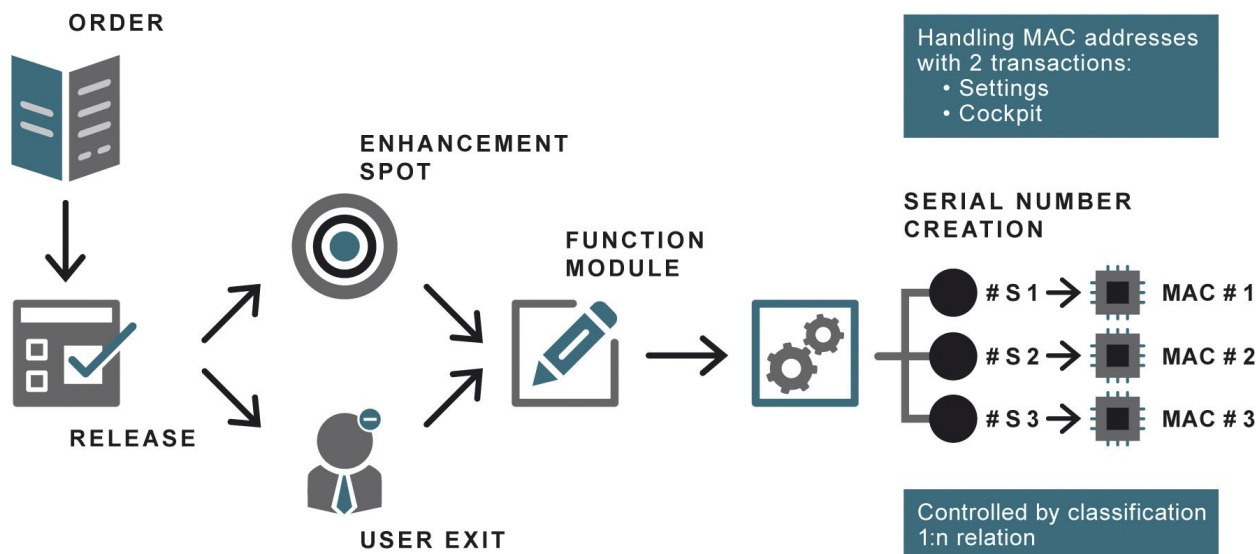 ORDER
Handling MAC addresses
with 2 transactions:
• Settings
• Cockpit
ENHANCEMENT
SPOT
SERIAL NUMBER
CREATION
FUNCTION
MODULE
# S 1
MAC # 1
# S 2
MAC # 2
# S 3
MAC # 3
RELEASE
USER EXIT
Controlled by classification
1:n relation